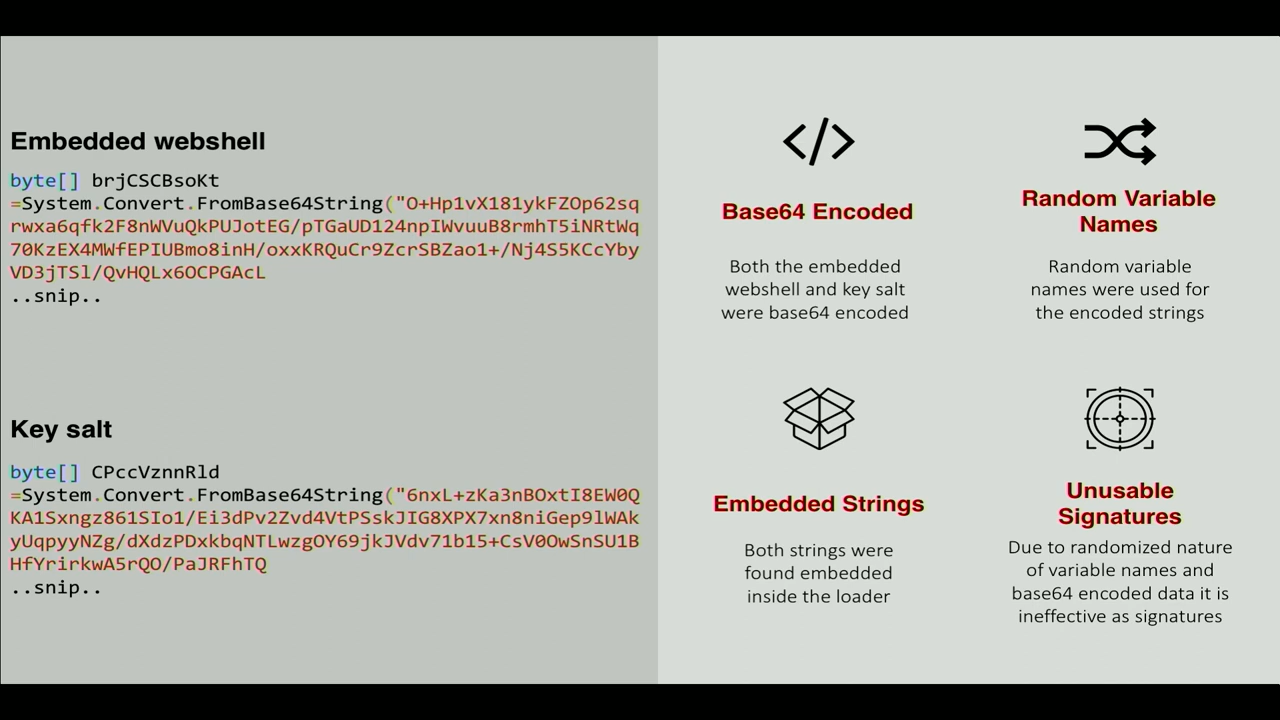 Embedded webshell
byte[] brjCSCBsoKt
=System.Convert.FromBase64String("O+Hp1vX181ykFZOp62sq
rwxa6qfk2F8nWVuQkPUJotEG/pTGaUD124npIWvuuB8rmhT5iNRtWq
70KzEX4MWfEPIUBmo8inH/oxxKRQuCr9ZcrSBZao1+/Nj4S5KCcYby
VD3jTSl/QvHQLx6OCPGAcL
..snip..
Key salt
byte[] CPccVznnRld
=System.Convert.FromBase64String("6nxL+zKa3nBOxtI8EW0Q
KA1Sxngz861SIo1/Ei3dPv2Zvd4VtPSskJIG8XPX7xn8niGep9lWAk
yUqpyyNZg/dXdzPDxkbqNTLwzgOY69jkJVdv71b15+CsV0OwSnSU1B
HfYrirkwA5rQO/PaJRFhTQ
..snip..
Base64 Encoded
Both the embedded
webshell and key salt
were base64 encoded
Random Variable
Names
Random variable
names were used for
the encoded strings
Embedded Strings
Both strings were
found embedded
inside the loader
Unusable
Signatures
Due to randomized nature
of variable names and
base64 encoded data it is
ineffective as signatures